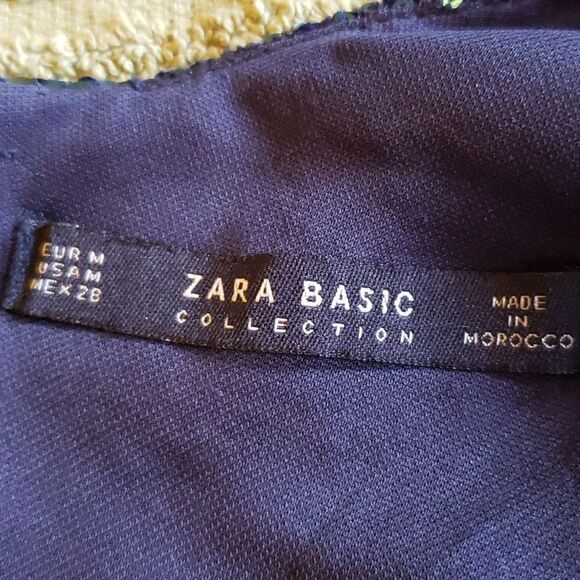 EUR M
USA M
MEX 28
ZARA BASIC
COLLECTION
MADE
IN
MOROCCO